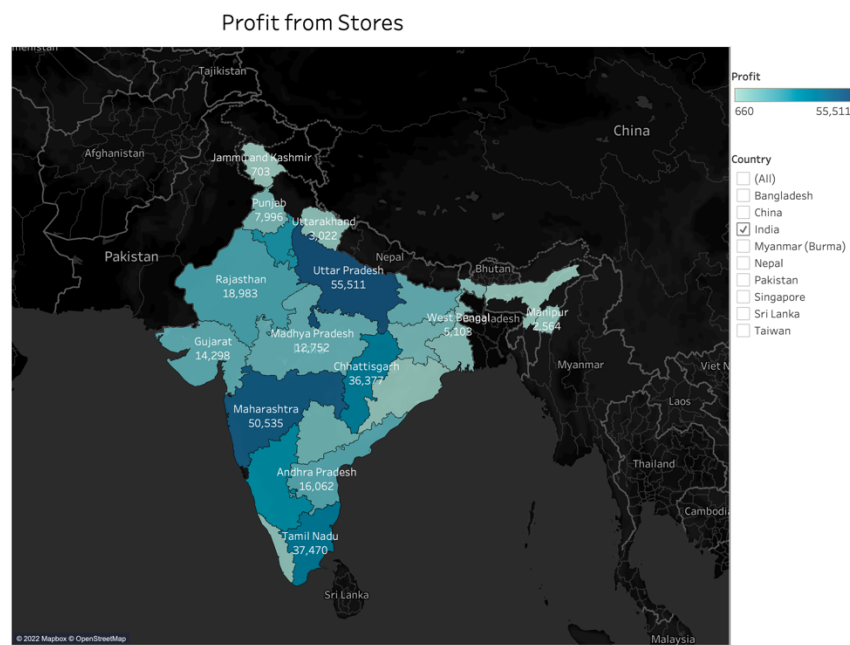 Profit from Stores
Profit
660
55,511
Country
(All)
Bangladesh
China
India
Myanmar (Burma)
Nepal
Pakistan
Singapore
Sri Lanka
Taiwan
Tajikistan
Afghanistan
China
Jammu and Kashmir
703
Punjab
7,996
Uttarakhand
3,022
Pakistan
Nepal
Bhutan
Rajasthan
18,983
Uttar Pradesh
55,511
West Bengal
Bangladesh
Manipur
2,564
Gujarat
14,298
Madhya Pradesh
12,752
Chhattisgarh
36,377
Myanmar
Viet N
Laos
Maharashtra
50,535
Thailand
Andhra Pradesh
16,062
Cambodi
Tamil Nadu
37,470
Sri Lanka
Malaysia
© 2022 Mapbox © OpenStreetMap